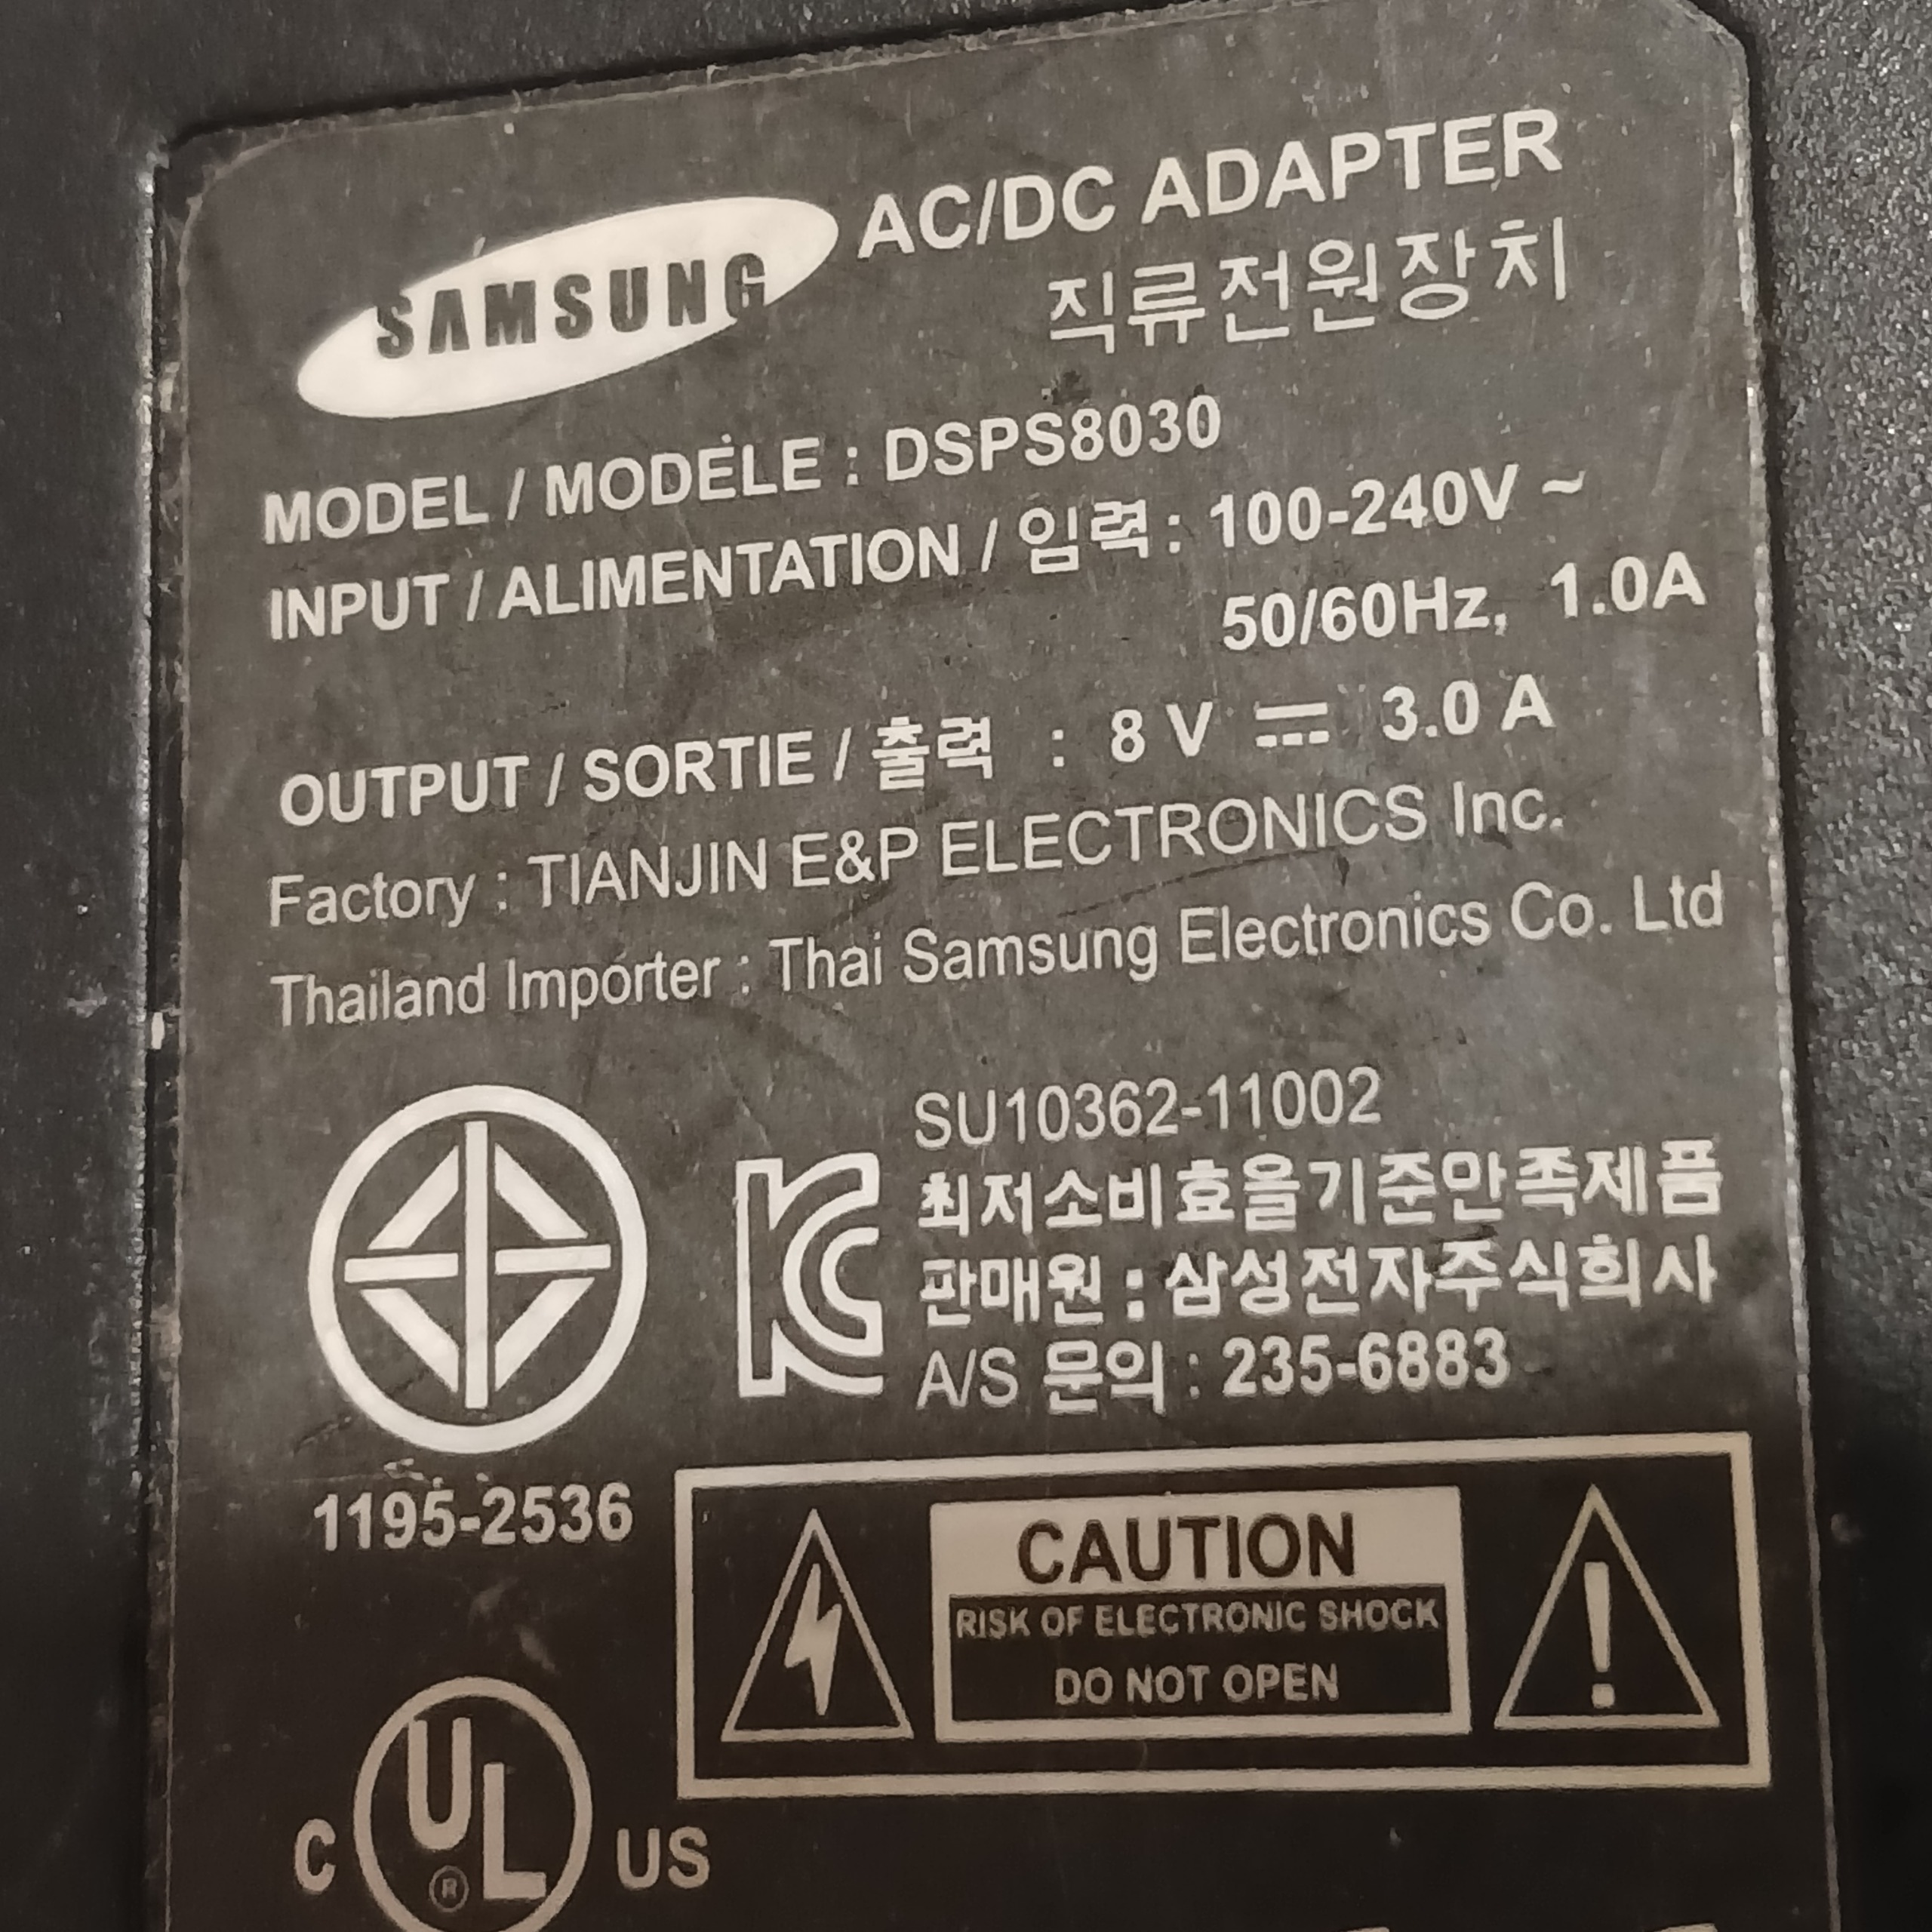 SAMSUNG AC/DC ADAPTER
직류전원장치
MODEL / MODÈLE : DSPS8030
INPUT / ALIMENTATION / 입력 : 100-240V ~
50/60Hz, 1.0A
OUTPUT / SORTIE / 출력 : 8 V ⎓ 3.0 A
Factory : TIANJIN E&P ELECTRONICS Inc.
Thailand Importer : Thai Samsung Electronics Co. Ltd
SU10362-11002
최저소비효율기준만족제품
판매원 : 삼성전자주식회사
A/S 문의 : 235-6883
1195-2536
CAUTION
RISK OF ELECTRONIC SHOCK
DO NOT OPEN
C UL ® US